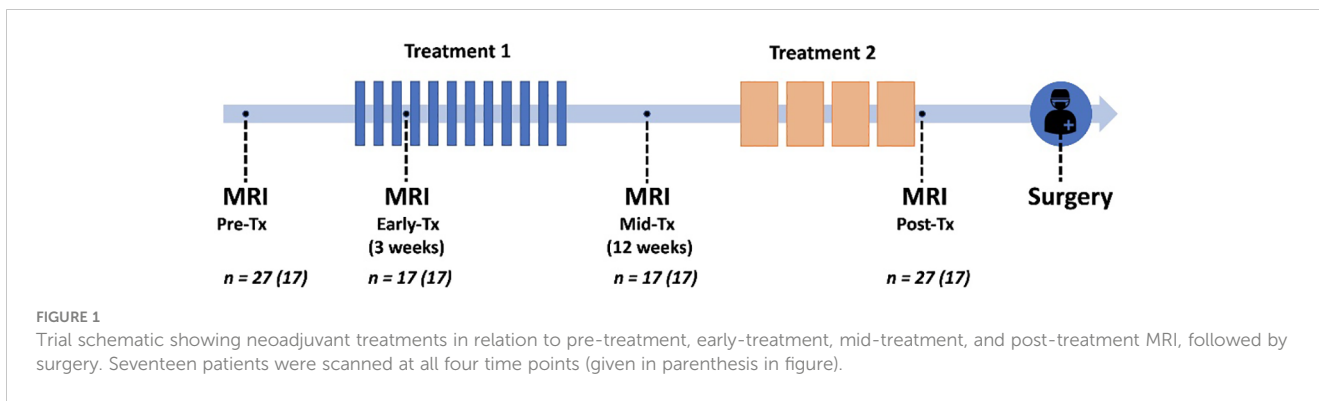 Treatment 1
Treatment 2
MRI
Pre-Tx
n = 27 (17)
MRI
Early-Tx
(3 weeks)
n = 17 (17)
MRI
Mid-Tx
(12 weeks)
n = 17 (17)
MRI
Post-Tx
n = 27 (17)
Surgery
FIGURE 1
Trial schematic showing neoadjuvant treatments in relation to pre-treatment, early-treatment, mid-treatment, and post-treatment MRI, followed by
surgery. Seventeen patients were scanned at all four time points (given in parenthesis in figure).